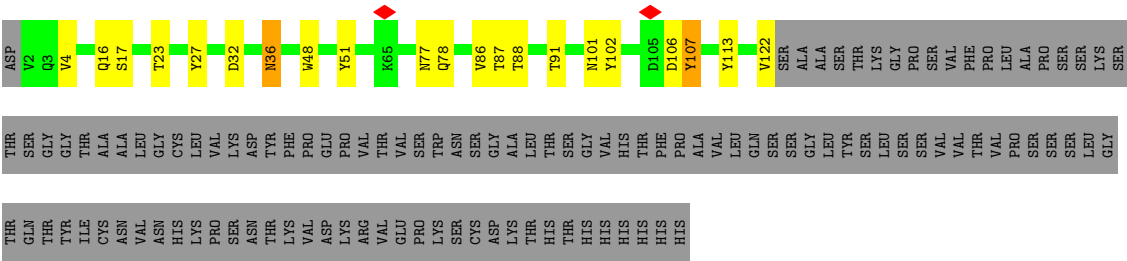 ASP V2 Q3 V4 Q16 S17 T23 Y27 D32 N36 W48 Y51 K65 N77 Q78 V86 T87 T88 T91 N101 Y102 D105 D106 Y107 Y113 V122 SER ALA ALA SER THR LYS GLY PRO SER VAL PHE PRO LEU ALA PRO SER SER LYS SER
THR SER GLY GLY THR ALA ALA LEU GLY CYS LEU VAL LYS ASP TYR PHE PRO GLU PRO VAL THR VAL SER TRP ASN SER GLY ALA LEU THR SER GLY VAL HIS THR PHE PRO ALA VAL LEU GLN SER SER GLY LEU TYR SER LEU SER SER VAL VAL THR VAL PRO SER SER SER LEU GLY
THR GLN THR TYR ILE CYS ASN VAL ASN HIS LYS PRO SER ASN THR LYS VAL ASP LYS ARG VAL GLU PRO LYS SER CYS ASP LYS THR HIS THR HIS HIS HIS HIS HIS HIS